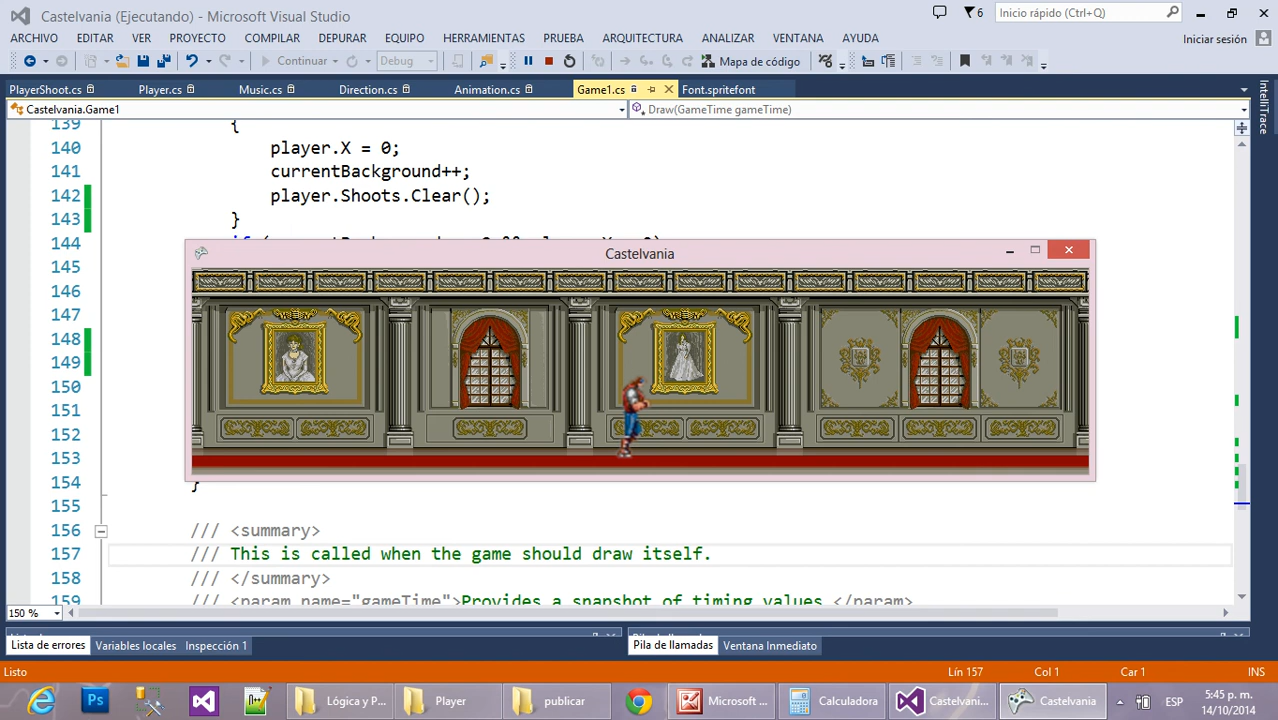 Castelvania (Ejecutando) - Microsoft Visual Studio
6
Inicio rápido (Ctrl+Q)
ARCHIVO EDITAR VER PROYECTO COMPILAR DEPURAR EQUIPO HERRAMIENTAS PRUEBA ARQUITECTURA ANALIZAR VENTANA AYUDA
Iniciar sesión
Continuar Debug Mapa de código
PlayerShoot.cs Player.cs Music.cs Direction.cs Animation.cs Game1.cs Font.spritefont
IntelliTrace
Castelvania.Game1 Draw(GameTime gameTime)
139 {
140 player.X = 0;
141 currentBackground++;
142 player.Shoots.Clear();
143 }
144
145 Castelvania
146
147
148
149
150
151
152
153
154 }
155
156 /// <summary>
157 /// This is called when the game should draw itself.
158 /// </summary>
159 /// <param name="gameTime">Provides a snapshot of timing values.</param>
150 %
Lista de errores Variables locales Inspección 1 Pila de llamadas Ventana Inmediato
Listo Lín 157 Col 1 Car 1 INS
Ps Lógica y P... Player publicar Microsoft ... Calculadora Castelvani... Castelvania ESP
5:45 p. m.
14/10/2014